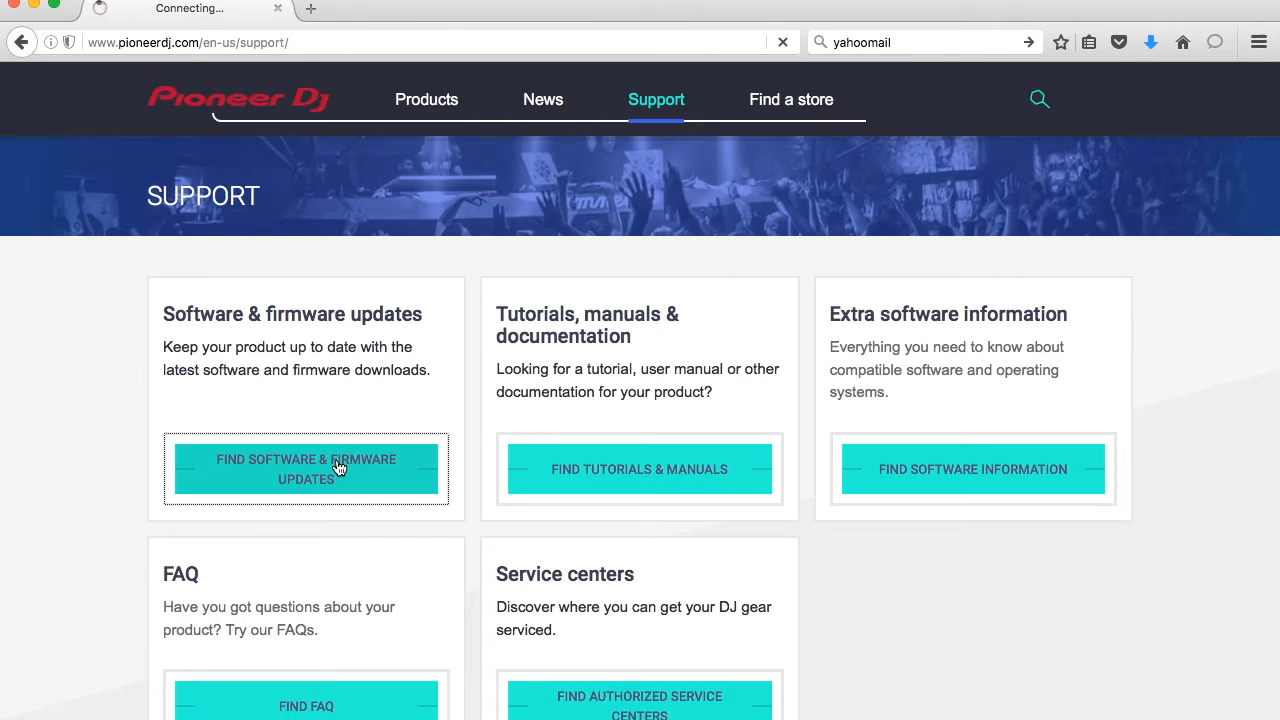 Connecting...
www.pioneerdj.com/en-us/support/
yahoomail
Pioneer Dj
Products
News
Support
Find a store
SUPPORT
Software & firmware updates
Keep your product up to date with the
latest software and firmware downloads.
FIND SOFTWARE & FIRMWARE
UPDATES
Tutorials, manuals &
documentation
Looking for a tutorial, user manual or other
documentation for your product?
FIND TUTORIALS & MANUALS
Extra software information
Everything you need to know about
compatible software and operating
systems.
FIND SOFTWARE INFORMATION
FAQ
Have you got questions about your
product? Try our FAQs.
FIND FAQ
Service centers
Discover where you can get your DJ gear
serviced.
FIND AUTHORIZED SERVICE
CENTERS